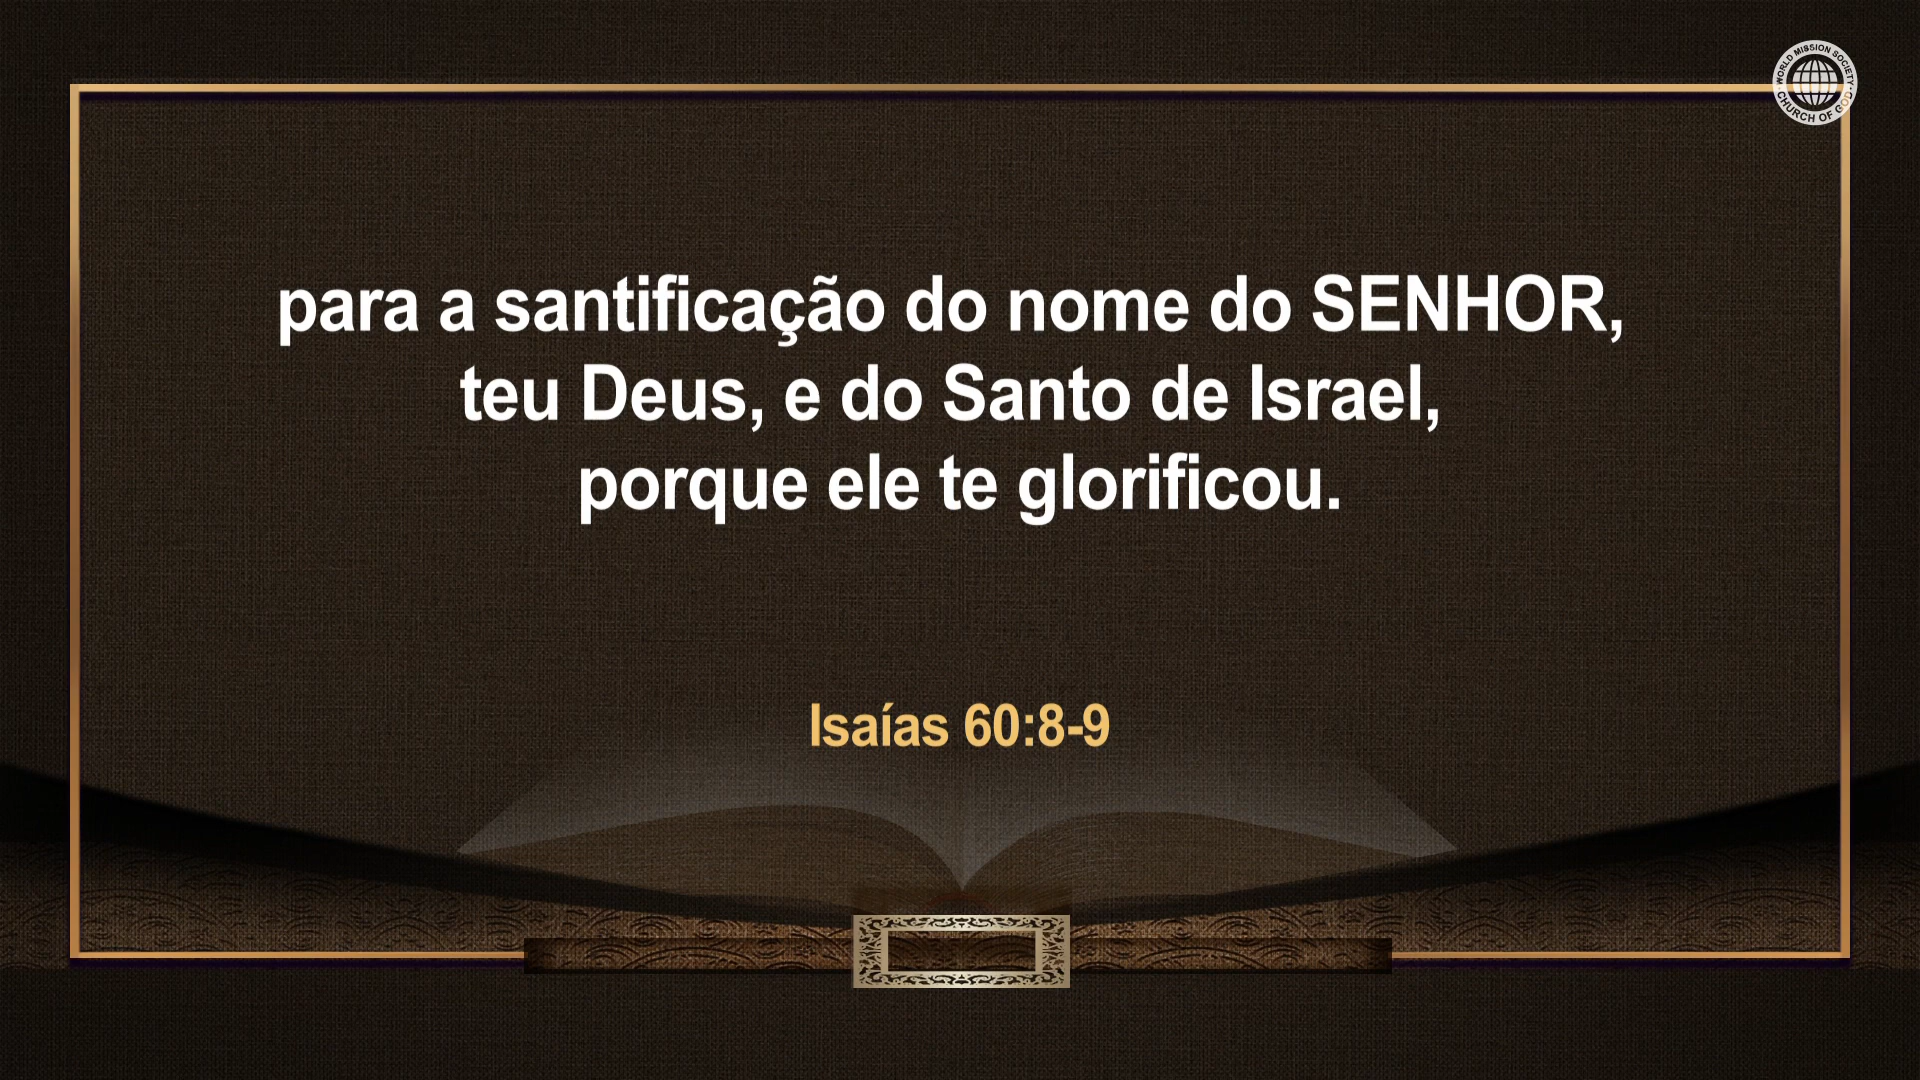 WORLD MISSION SOCIETY
CHURCH OF GOD
para a santificação do nome do SENHOR,
teu Deus, e do Santo de Israel,
porque ele te glorificou.
Isaías 60:8-9